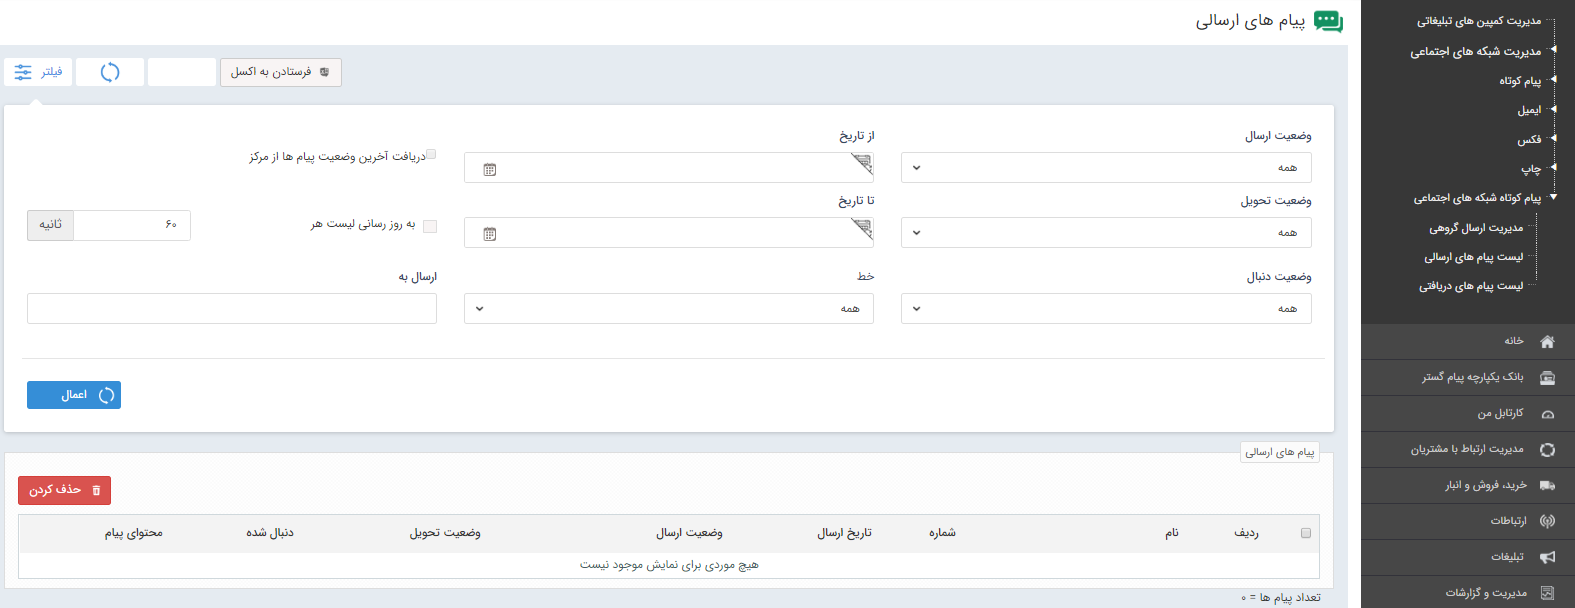 پیام های ارسالی
فرستادن به اکسل
فیلتر
وضعیت ارسال
همه
از تاریخ
دریافت آخرین وضعیت پیام ها از مرکز
وضعیت تحویل
همه
تا تاریخ
به روز رسانی لیست هر
۶۰
ثانیه
وضعیت دنبال
همه
خط
همه
ارسال به
اعمال
پیام های ارسالی
حذف کردن
ردیف
نام
شماره
تاریخ ارسال
وضعیت ارسال
وضعیت تحویل
دنبال شده
محتوای پیام
هیچ موردی برای نمایش موجود نیست
تعداد پیام ها = ۰
مدیریت کمپین های تبلیغاتی
مدیریت شبکه های اجتماعی
پیام کوتاه
ایمیل
فکس
چاپ
پیام کوتاه شبکه های اجتماعی
مدیریت ارسال گروهی
لیست پیام های ارسالی
لیست پیام های دریافتی
خانه
بانک یکپارچه پیام گستر
کارتابل من
مدیریت ارتباط با مشتریان
خرید، فروش و انبار
ارتباطات
تبلیغات
مدیریت و گزارشات